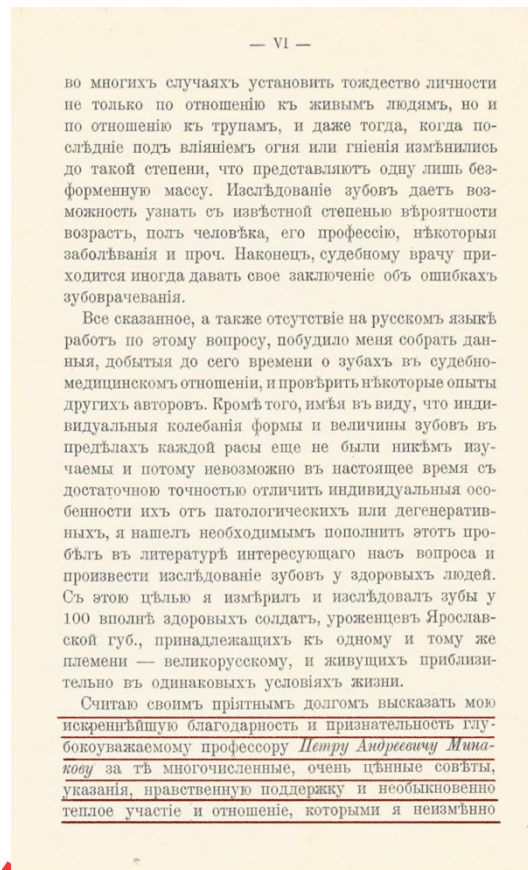 — VI —
во многихъ случаяхъ установить тождество личности
не только по отношенію къ живымъ людямъ, но и
по отношенію къ трупамъ, и даже тогда, когда по-
слѣдніе подъ вліяніемъ огня или гніенія измѣнились
до такой степени, что представляютъ одну лишь без-
форменную массу. Изслѣдованіе зубовъ даетъ воз-
можность узнать съ извѣстной степенью вѣроятности
возрастъ, полъ человѣка, его профессію, нѣкоторыя
заболѣванія и проч. Наконецъ, судебному врачу при-
ходится иногда давать свое заключеніе объ ошибкахъ
зубоврачеванія.
Все сказанное, а также отсутствіе на русскомъ языкѣ
работъ по этому вопросу, побудило меня собрать дан-
ныя, добытыя до сего времени о зубахъ въ судебно-
медицинскомъ отношеніи, и провѣрить нѣкоторые опыты
другихъ авторовъ. Кромѣ того, имѣя въ виду, что инди-
видуальныя колебанія формы и величины зубовъ въ
предѣлахъ каждой расы еще не были никѣмъ изу-
чаемы и потому невозможно въ настоящее время съ
достаточною точностью отличить индивидуальныя осо-
бенности ихъ отъ патологическихъ или дегенератив-
ныхъ, я нашелъ необходимымъ пополнить этотъ про-
бѣлъ въ литературѣ интересующаго насъ вопроса и
произвести изслѣдованіе зубовъ у здоровыхъ людей.
Съ этою цѣлью я измѣрилъ и изслѣдовалъ зубы у
100 вполнѣ здоровыхъ солдатъ, уроженцевъ Ярослав-
ской губ., принадлежащихъ къ одному и тому же
племени — великорусскому, и живущихъ приблизи-
тельно въ одинаковыхъ условіяхъ жизни.
Считаю своимъ пріятнымъ долгомъ высказать мою
искреннѣйшую благодарность и признательность глу-
бокоуважаемому профессору Петру Андреевичу Мина-
кову за тѣ многочисленные, очень цѣнные совѣты,
указанія, нравственную поддержку и необыкновенно
теплое участіе и отношеніе, которыми я неизмѣнно